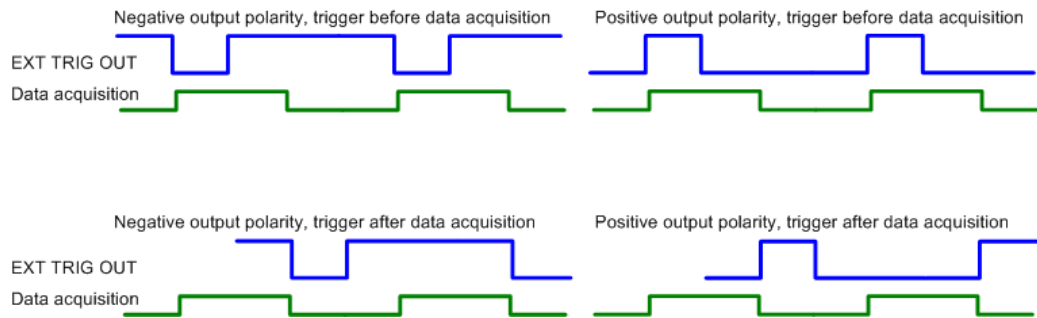 Negative output polarity, trigger before data acquisition
Positive output polarity, trigger before data acquisition
EXT TRIG OUT
Data acquisition
Negative output polarity, trigger after data acquisition
Positive output polarity, trigger after data acquisition
EXT TRIG OUT
Data acquisition